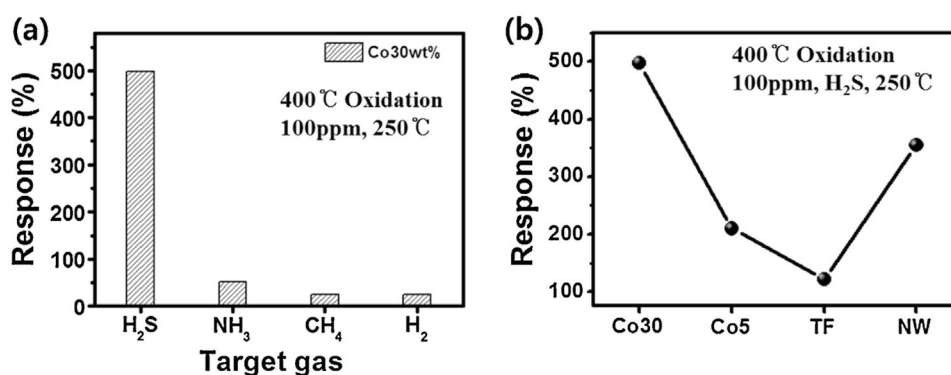 (a)
Co30wt%
400℃ Oxidation
100ppm, 250℃
Response (%)
500
400
300
200
100
0
H₂S NH₃ CH₄ H₂
Target gas
(b)
400℃ Oxidation
100ppm, H₂S, 250℃
Response (%)
500
400
300
200
100
Co30 Co5 TF NW